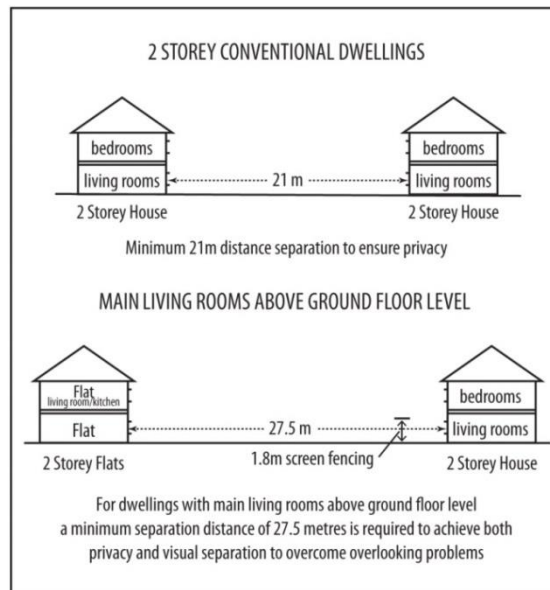 2 STOREY CONVENTIONAL DWELLINGS
bedrooms
bedrooms
living rooms
21 m
living rooms
2 Storey House
2 Storey House
Minimum 21m distance separation to ensure privacy
MAIN LIVING ROOMS ABOVE GROUND FLOOR LEVEL
Flat
living room/kitchen
bedrooms
Flat
27.5 m
living rooms
1.8m screen fencing
2 Storey Flats
2 Storey House
For dwellings with main living rooms above ground floor level
a minimum separation distance of 27.5 metres is required to achieve both
privacy and visual separation to overcome overlooking problems